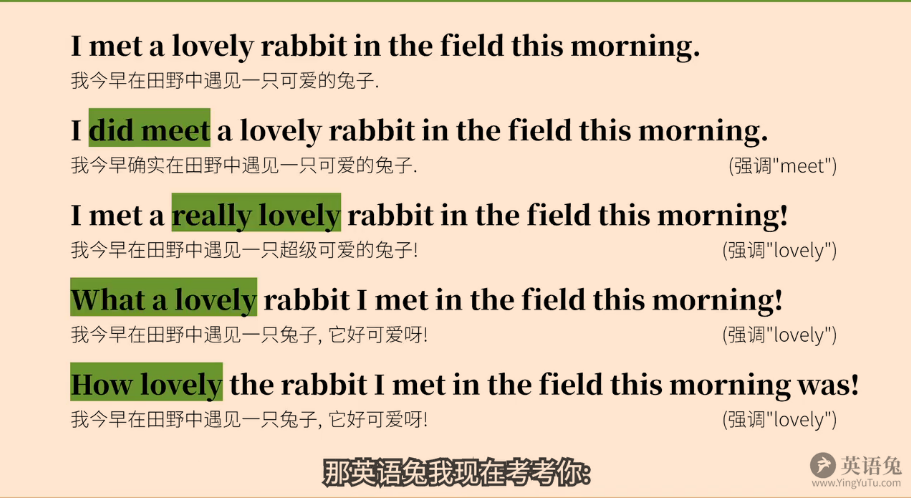 I met a lovely rabbit in the field this morning.
我今早在田野中遇见一只可爱的兔子.
I did meet a lovely rabbit in the field this morning.
我今早确实在田野中遇见一只可爱的兔子. (强调"meet")
I met a really lovely rabbit in the field this morning!
我今早在田野中遇见一只超级可爱的兔子! (强调"lovely")
What a lovely rabbit I met in the field this morning!
我今早在田野中遇见一只兔子, 它好可爱呀! (强调"lovely")
How lovely the rabbit I met in the field this morning was!
我今早在田野中遇见一只兔子, 它好可爱呀! (强调"lovely")
那英语兔我现在考考你:
英语兔
www.YingYuTu.com